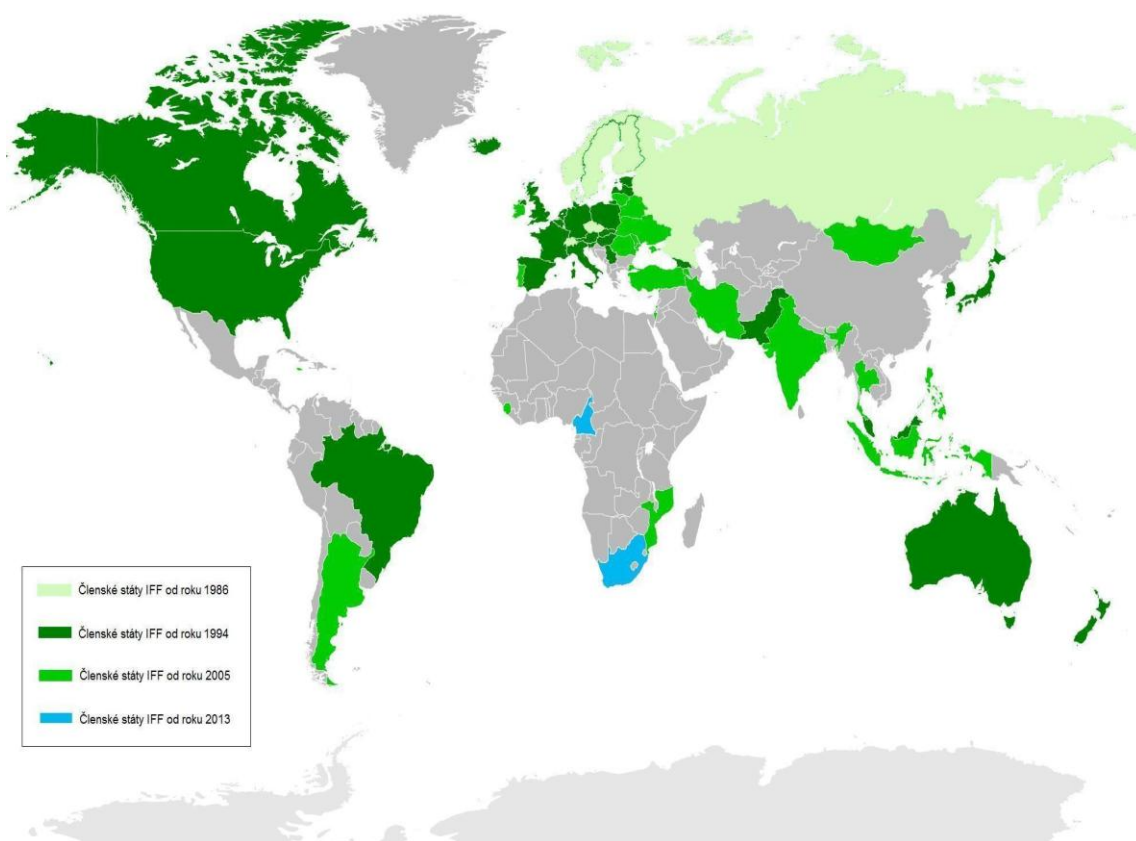 Členské státy IFF od roku 1986
Členské státy IFF od roku 1994
Členské státy IFF od roku 2005
Členské státy IFF od roku 2013